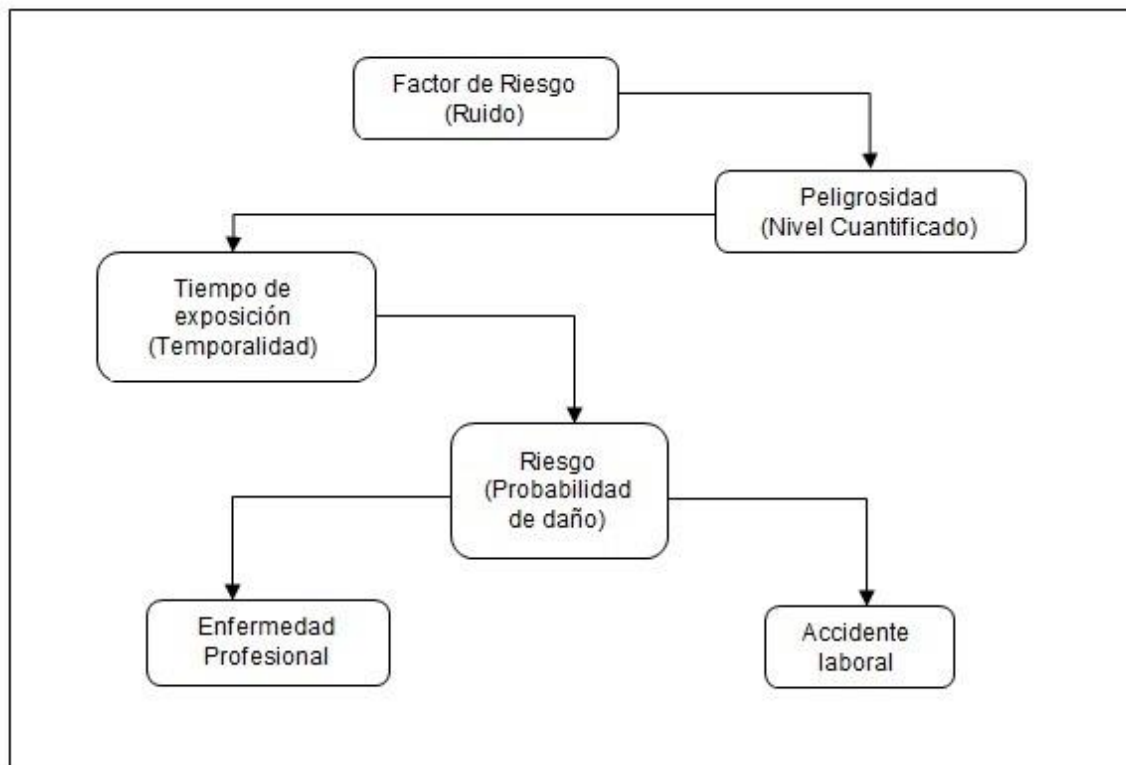 Factor de Riesgo
(Ruido)
Peligrosidad
(Nivel Cuantificado)
Tiempo de
exposición
(Temporalidad)
Riesgo
(Probabilidad
de daño)
Enfermedad
Profesional
Accidente
laboral